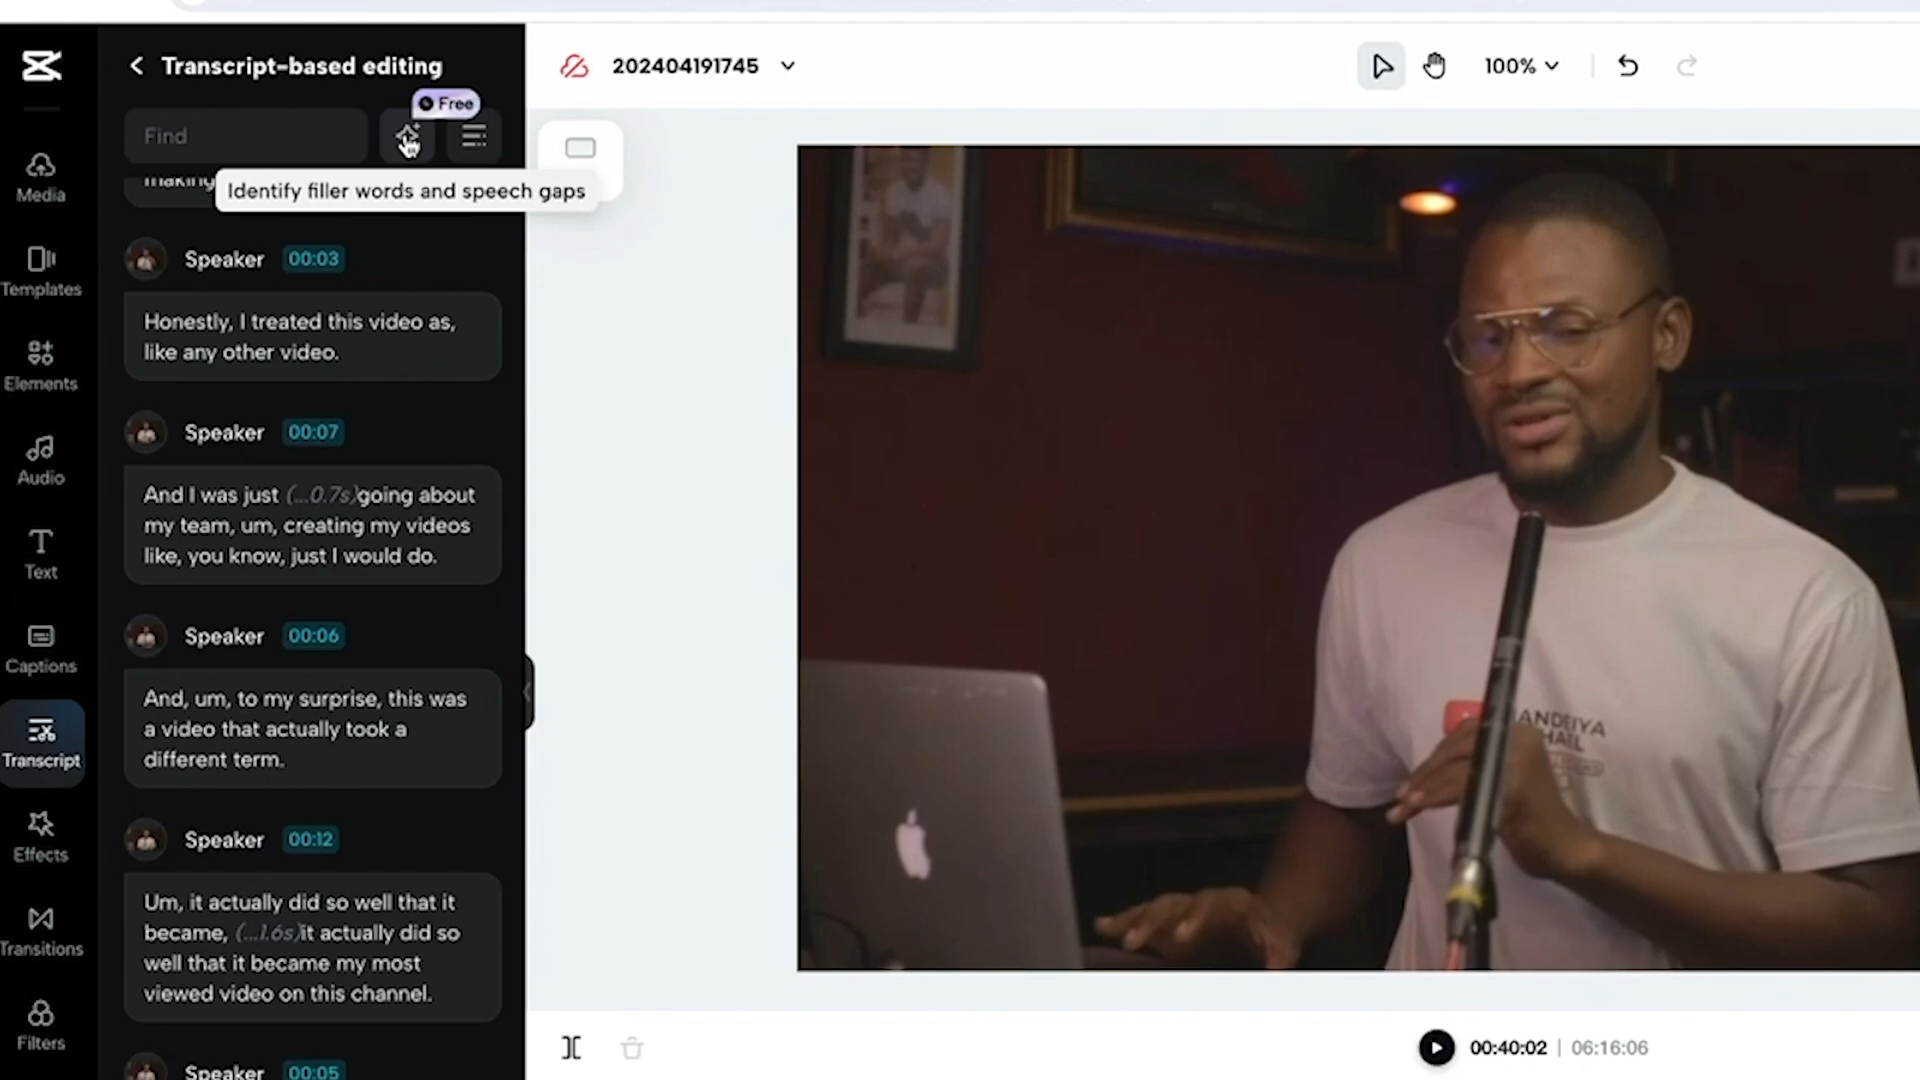 Transcript-based editing
202404191745
100%
Free
Find
Identify filler words and speech gaps
Media
Templates
Elements
Audio
Text
Captions
Transcript
Effects
Transitions
Filters
making
Speaker 00:03
Honestly, I treated this video as,
like any other video.
Speaker 00:07
And I was just (...0.7s)going about
my team, um, creating my videos
like, you know, just I would do.
Speaker 00:06
And, um, to my surprise, this was
a video that actually took a
different term.
Speaker 00:12
Um, it actually did so well that it
became, (...1.6s)it actually did so
well that it became my most
viewed video on this channel.
Speaker 00:05
ANDEIYA
00:40:02 | 06:16:06